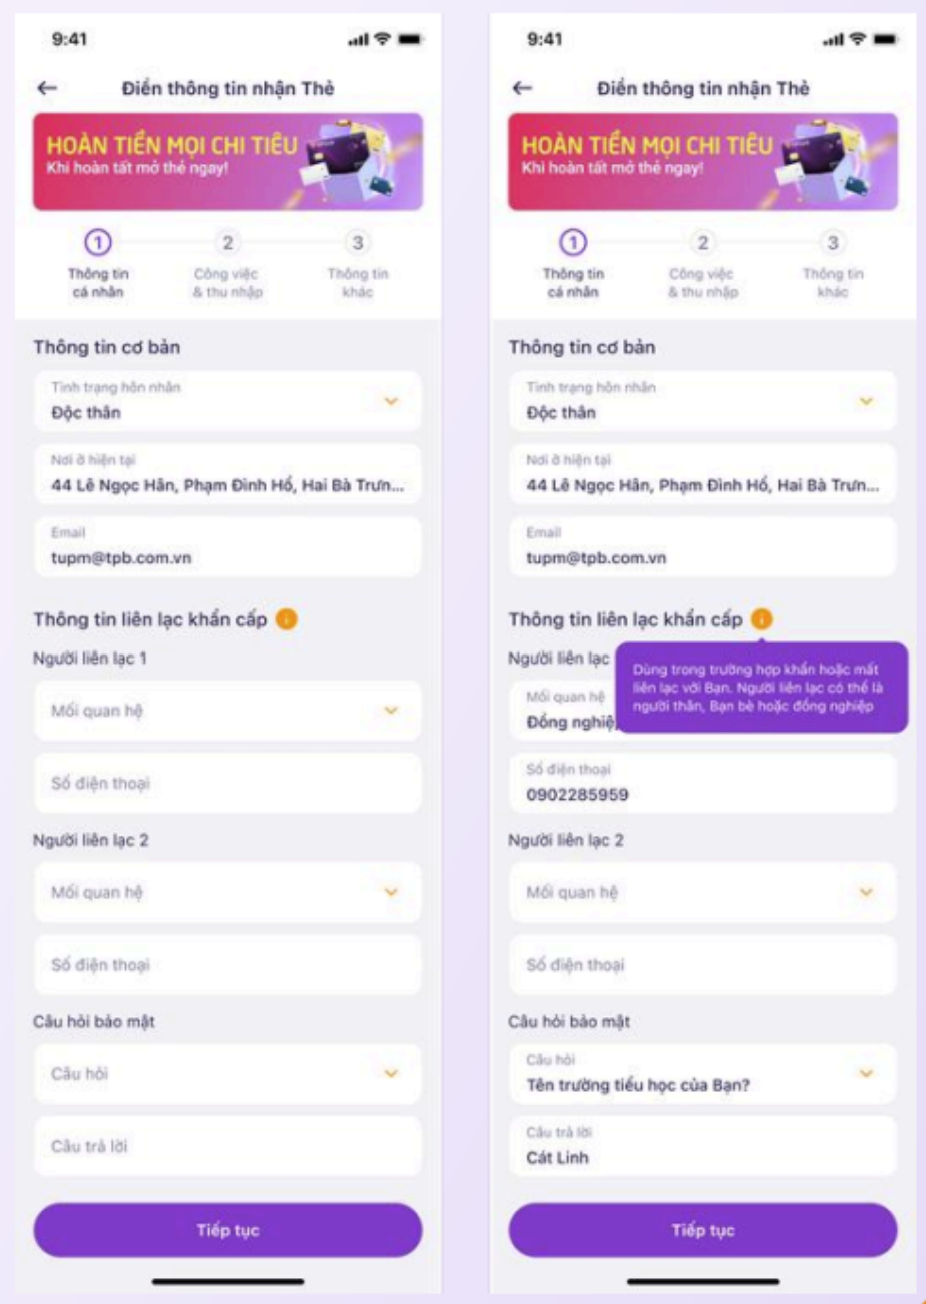 9:41
Điền thông tin nhận Thẻ
HOÀN TIỀN MỌI CHI TIÊU
Khi hoàn tất mở thẻ ngay!
1
2
3
Thông tin
cá nhân
Công việc
& thu nhập
Thông tin
khác
Thông tin cơ bản
Tình trạng hôn nhân
Độc thân
Nơi ở hiện tại
44 Lê Ngọc Hân, Phạm Đình Hổ, Hai Bà Trưn...
Email
tupm@tpb.com.vn
Thông tin liên lạc khẩn cấp
Người liên lạc 1
Mối quan hệ
Số điện thoại
Người liên lạc 2
Mối quan hệ
Số điện thoại
Câu hỏi bảo mật
Câu hỏi
Câu trả lời
Tiếp tục
9:41
Điền thông tin nhận Thẻ
HOÀN TIỀN MỌI CHI TIÊU
Khi hoàn tất mở thẻ ngay!
1
2
3
Thông tin
cá nhân
Công việc
& thu nhập
Thông tin
khác
Thông tin cơ bản
Tình trạng hôn nhân
Độc thân
Nơi ở hiện tại
44 Lê Ngọc Hân, Phạm Đình Hổ, Hai Bà Trưn...
Email
tupm@tpb.com.vn
Thông tin liên lạc khẩn cấp
Người liên lạc
Dùng trong trường hợp khẩn hoặc mất
liên lạc với Bạn. Người liên lạc có thể là
người thân, Bạn bè hoặc đồng nghiệp
Mối quan hệ
Đồng nghiệ
Số điện thoại
0902285959
Người liên lạc 2
Mối quan hệ
Số điện thoại
Câu hỏi bảo mật
Câu hỏi
Tên trường tiểu học của Bạn?
Câu trả lời
Cát Linh
Tiếp tục